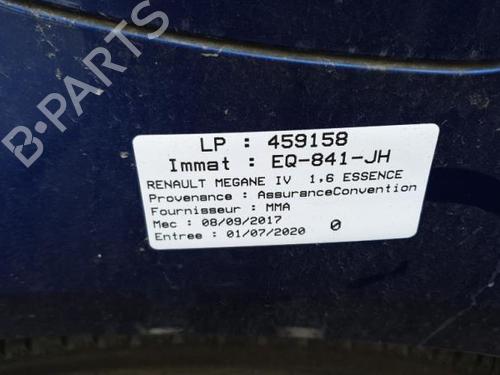 B-PARTS
LP : 459158
Immat : EQ-841-JH
RENAULT MEGANE IV 1,6 ESSENCE
Provenance : AssuranceConvention
Fournisseur : MMA
Mec : 08/09/2017
Entree : 01/07/2020 0